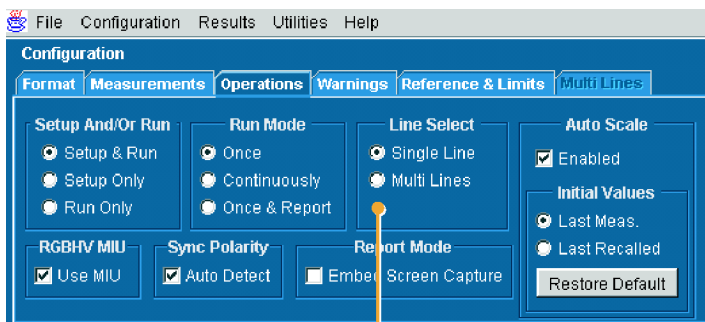 File Configuration Results Utilities Help
Configuration
Format Measurements Operations Warnings Reference & Limits Multi Lines
Setup And/Or Run
Setup & Run
Setup Only
Run Only
Run Mode
Once
Continuously
Once & Report
Line Select
Single Line
Multi Lines
Auto Scale
Enabled
Initial Values
Last Meas.
Last Recalled
Restore Default
RGBHV MIU
Use MIU
Sync Polarity
Auto Detect
Report Mode
Embed Screen Capture